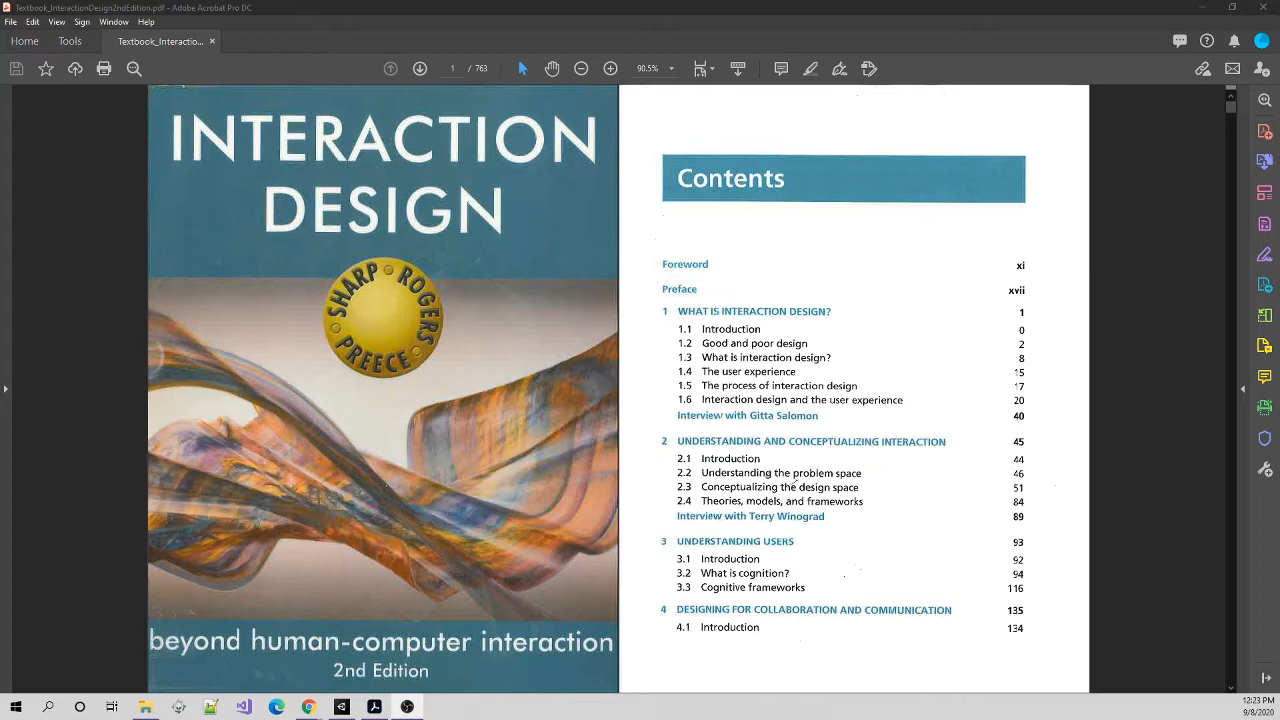 Textbook_InteractionDesign2ndEdition.pdf - Adobe Acrobat Pro DC
File Edit View Sign Window Help
Home Tools Textbook_Interactio... ×
1 / 763 90.5%
INTERACTION
DESIGN
SHARP ROGERS PREECE
beyond human-computer interaction
2nd Edition
Contents
Foreword xi
Preface xvii
1 WHAT IS INTERACTION DESIGN? 1
1.1 Introduction 0
1.2 Good and poor design 2
1.3 What is interaction design? 8
1.4 The user experience 15
1.5 The process of interaction design 17
1.6 Interaction design and the user experience 20
Interview with Gitta Salomon 40
2 UNDERSTANDING AND CONCEPTUALIZING INTERACTION 45
2.1 Introduction 44
2.2 Understanding the problem space 46
2.3 Conceptualizing the design space 51
2.4 Theories, models, and frameworks 84
Interview with Terry Winograd 89
3 UNDERSTANDING USERS 93
3.1 Introduction 92
3.2 What is cognition? 94
3.3 Cognitive frameworks 116
4 DESIGNING FOR COLLABORATION AND COMMUNICATION 135
4.1 Introduction 134
12:23 PM
9/8/2020